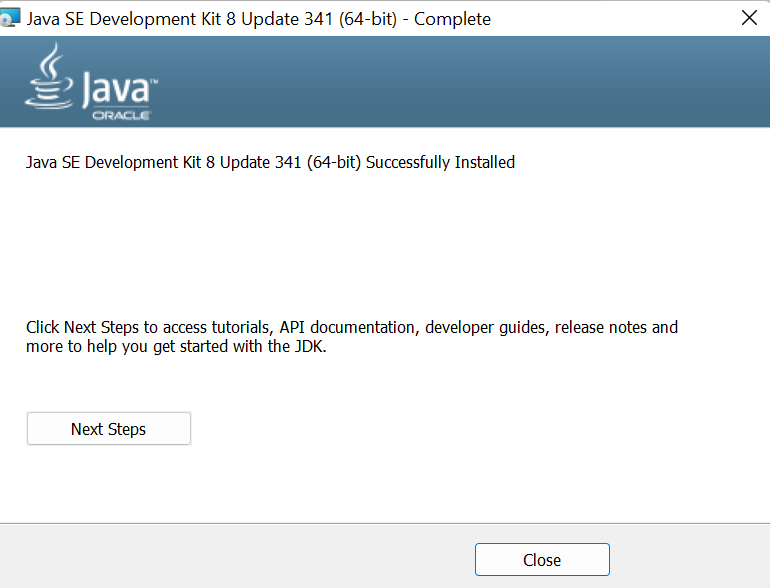 Java SE Development Kit 8 Update 341 (64-bit) - Complete
Java™
ORACLE
Java SE Development Kit 8 Update 341 (64-bit) Successfully Installed
Click Next Steps to access tutorials, API documentation, developer guides, release notes and
more to help you get started with the JDK.
Next Steps
Close